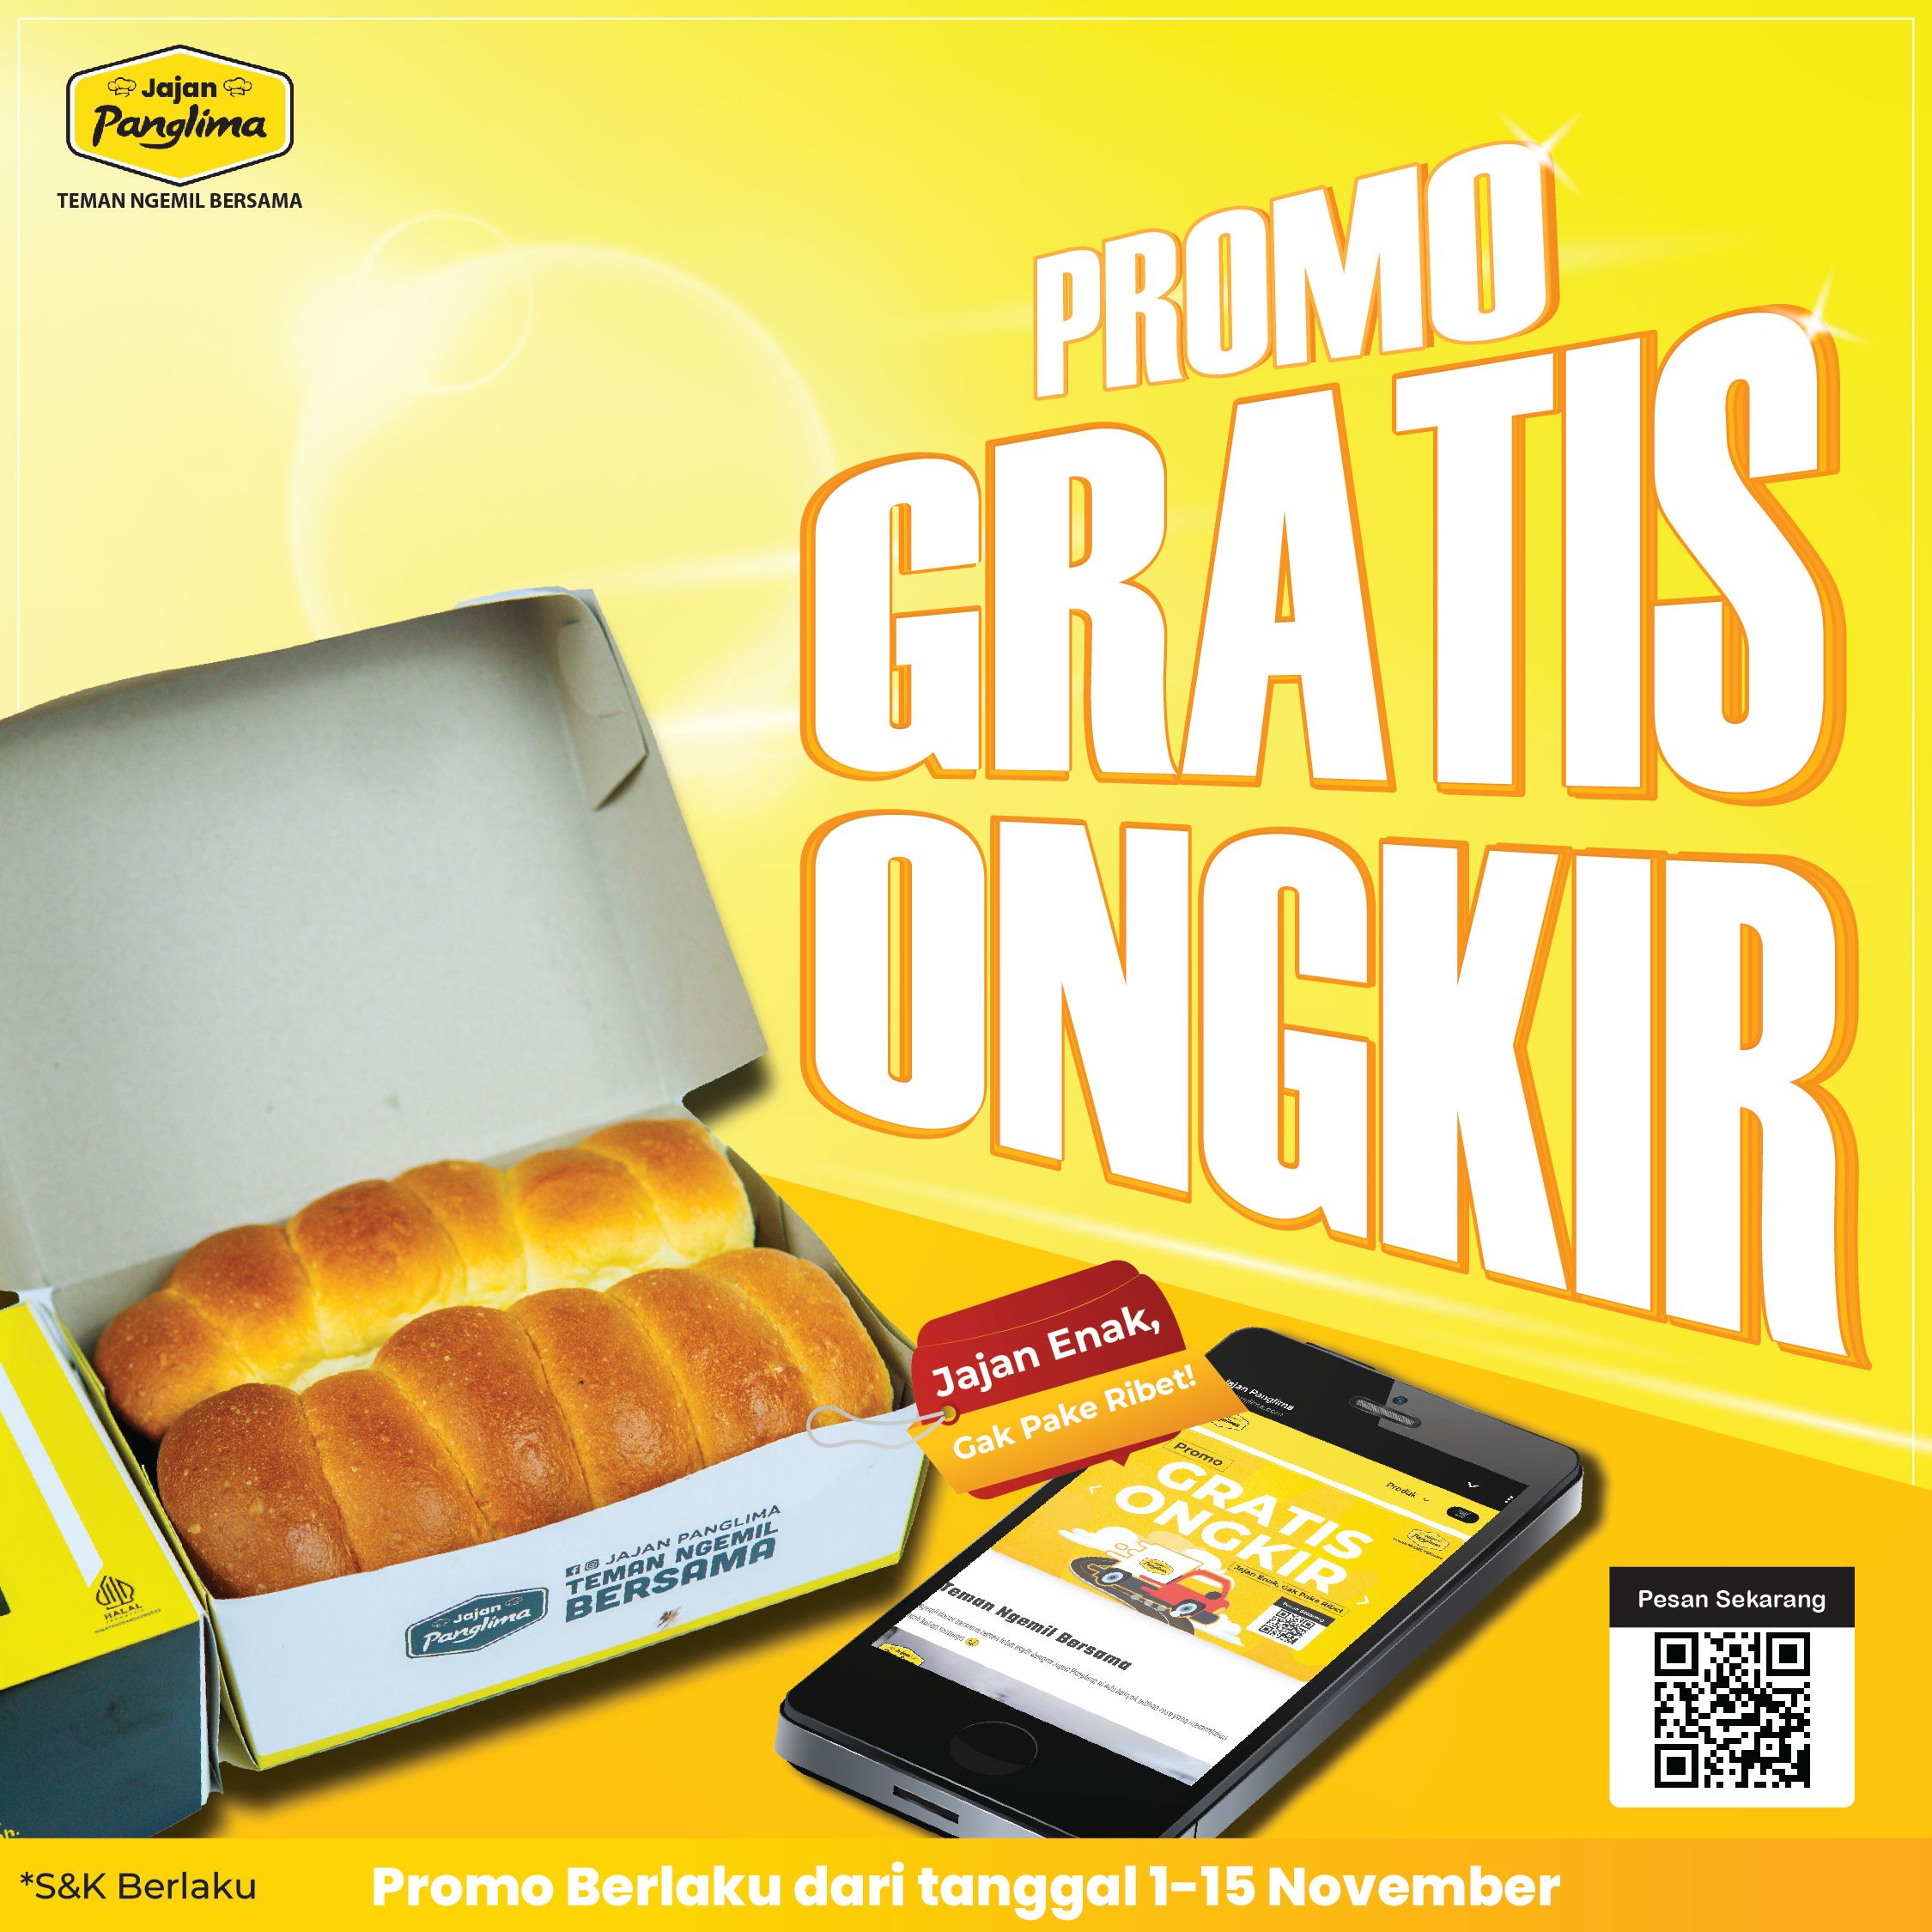 Jajan
Panglima
TEMAN NGEMIL BERSAMA
PROMO
GRATIS
ONGKIR
Jajan Enak,
Gak Pake Ribet!
Jajan Panglima
Produk
Promo
GRATIS
ONGKIR
Jajan Enak, Gak Pake Ribet
Teman Ngemil Bersama
JAJAN PANGLIMA
TEMAN NGEMIL
BERSAMA
Jajan
Panglima
HALAL
Pesan Sekarang
*S&K Berlaku
Promo Berlaku dari tanggal 1-15 November